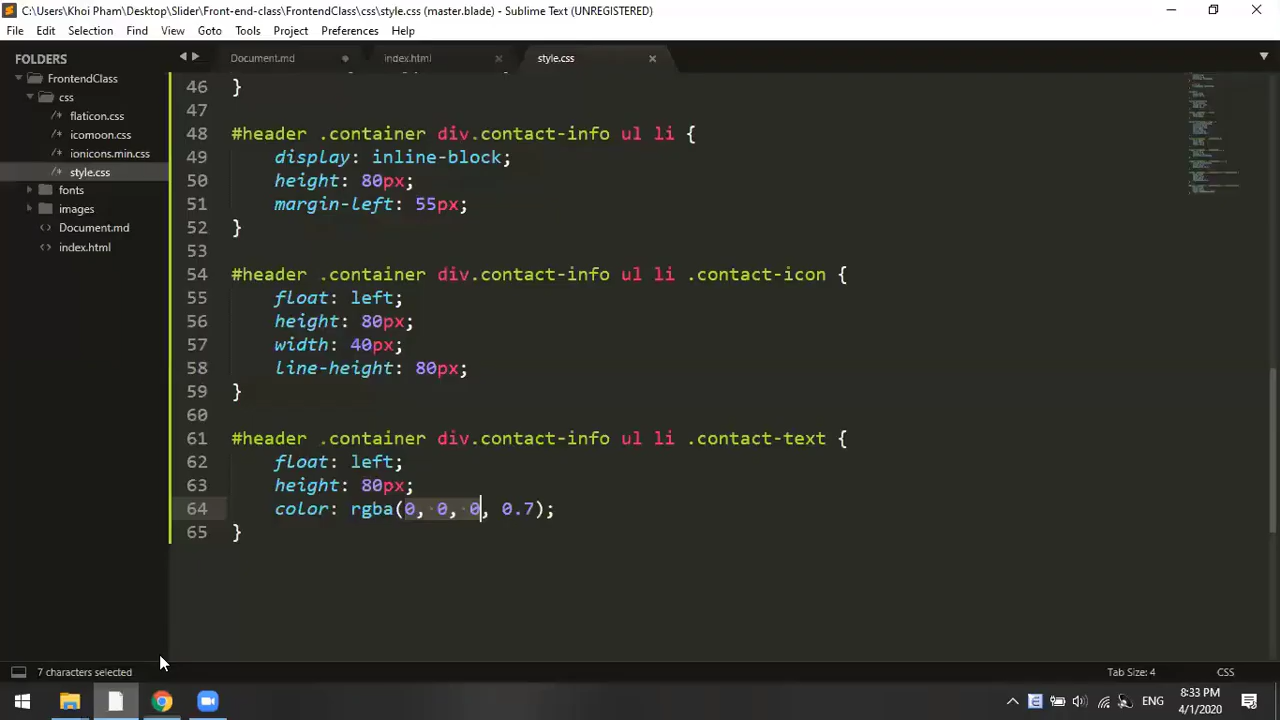 C:\Users\Khoi Pham\Desktop\Slider\Front-end-class\FrontendClass\css\style.css (master.blade) - Sublime Text (UNREGISTERED)
File Edit Selection Find View Goto Tools Project Preferences Help
FOLDERS
FrontendClass
css
flaticon.css
icomoon.css
ionicons.min.css
style.css
fonts
images
Document.md
index.html
Document.md index.html style.css
46 }
47
48 #header .container div.contact-info ul li {
49 display: inline-block;
50 height: 80px;
51 margin-left: 55px;
52 }
53
54 #header .container div.contact-info ul li .contact-icon {
55 float: left;
56 height: 80px;
57 width: 40px;
58 line-height: 80px;
59 }
60
61 #header .container div.contact-info ul li .contact-text {
62 float: left;
63 height: 80px;
64 color: rgba(0, 0, 0, 0.7);
65 }
7 characters selected Tab Size: 4 CSS
ENG 8:33 PM
4/1/2020